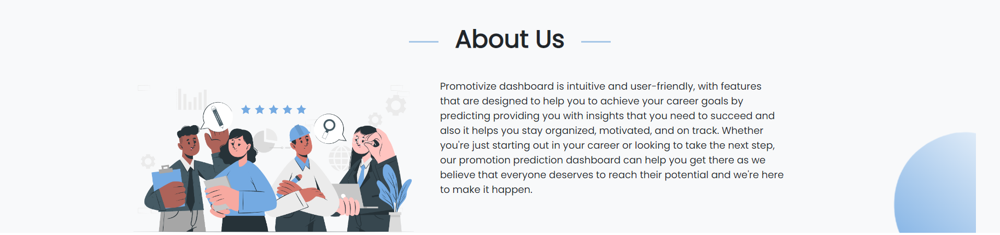 About Us
Promotivize dashboard is intuitive and user-friendly, with features
that are designed to help you to achieve your career goals by
predicting providing you with insights that you need to succeed and
also it helps you stay organized, motivated, and on track. Whether
you're just starting out in your career or looking to take the next step,
our promotion prediction dashboard can help you get there as we
believe that everyone deserves to reach their potential and we're here
to make it happen.